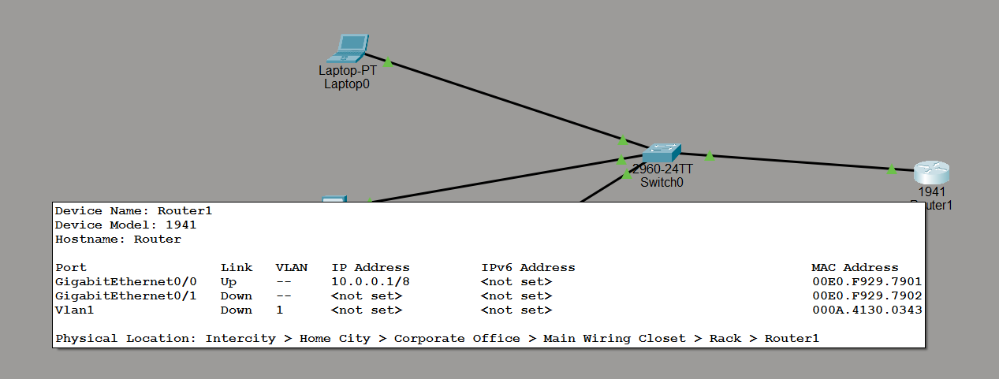 Laptop-PT
Laptop0
2960-24TT
Switch0
1941
Router1
Device Name: Router1
Device Model: 1941
Hostname: Router
Port Link VLAN IP Address IPv6 Address MAC Address
GigabitEthernet0/0 Up -- 10.0.0.1/8 <not set> 00E0.F929.7901
GigabitEthernet0/1 Down -- <not set> <not set> 00E0.F929.7902
Vlan1 Down 1 <not set> <not set> 000A.4130.0343
Physical Location: Intercity > Home City > Corporate Office > Main Wiring Closet > Rack > Router1